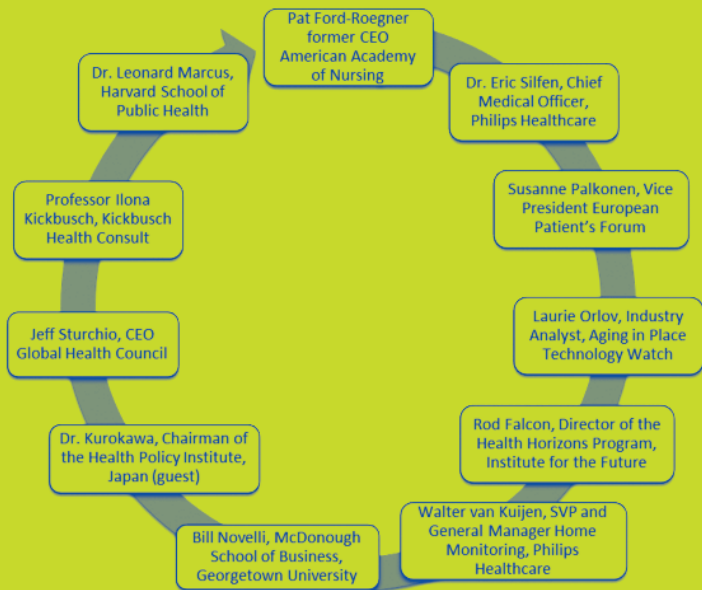 Pat Ford-Roegner
former CEO
American Academy
of Nursing
Dr. Eric Silfen, Chief
Medical Officer,
Philips Healthcare
Susanne Palkonen, Vice
President European
Patient's Forum
Laurie Orlov, Industry
Analyst, Aging in Place
Technology Watch
Rod Falcon, Director of the
Health Horizons Program,
Institute for the Future
Walter van Kuijen, SVP and
General Manager Home
Monitoring, Philips
Healthcare
Bill Novelli, McDonough
School of Business,
Georgetown University
Dr. Kurokawa, Chairman of
the Health Policy Institute,
Japan (guest)
Jeff Sturchio, CEO
Global Health Council
Professor Ilona
Kickbusch, Kickbusch
Health Consult
Dr. Leonard Marcus,
Harvard School of
Public Health